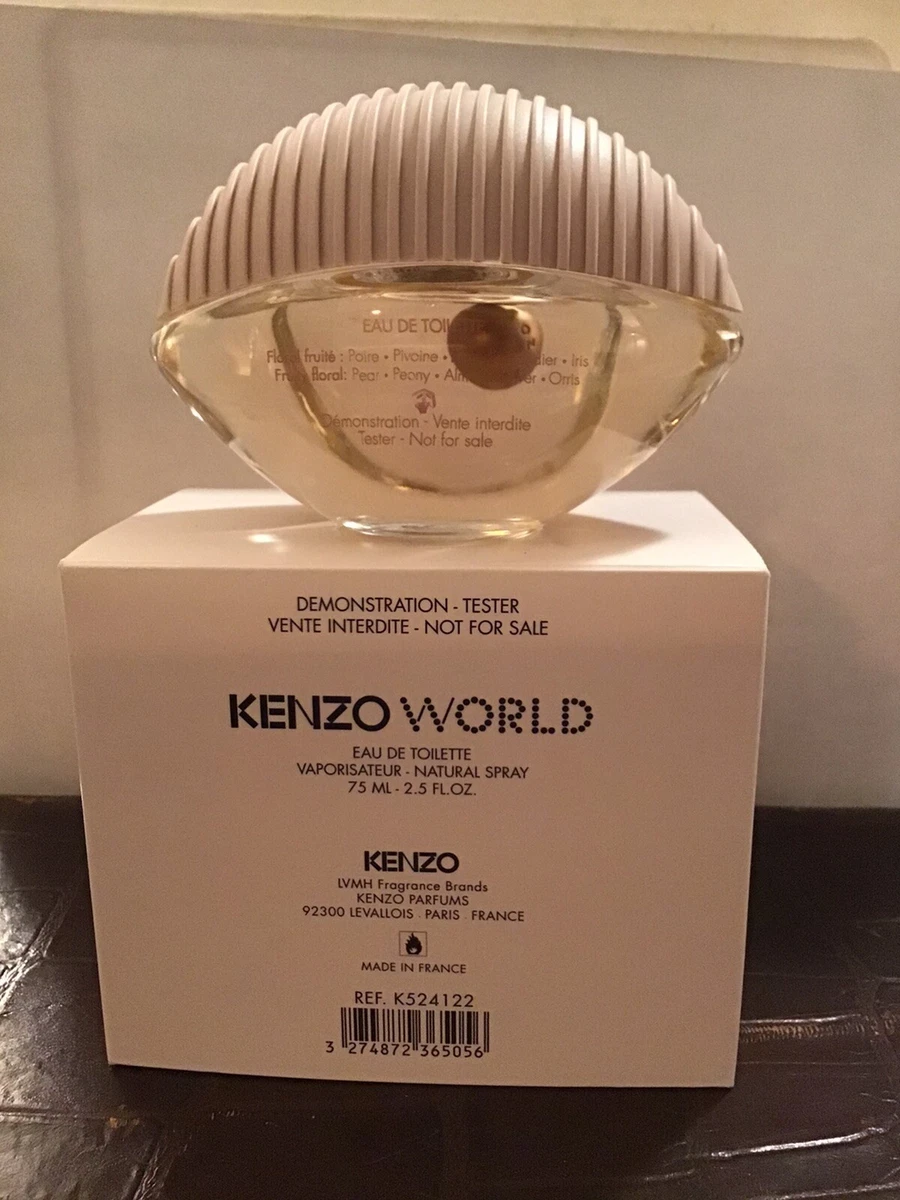 EAU DE TOILETTE
Floral fruité : Poire • Pivoine • • Iris
Fruity floral: Pear • Peony • • Orris
Démonstration - Vente interdite
Tester - Not for sale
DEMONSTRATION - TESTER
VENTE INTERDITE - NOT FOR SALE
KENZO WORLD
EAU DE TOILETTE
VAPORISATEUR - NATURAL SPRAY
75 ML - 2.5 FL.OZ.
KENZO
LVMH Fragrance Brands
KENZO PARFUMS
92300 LEVALLOIS . PARIS . FRANCE
MADE IN FRANCE
REF. K524122
3 274872 365056